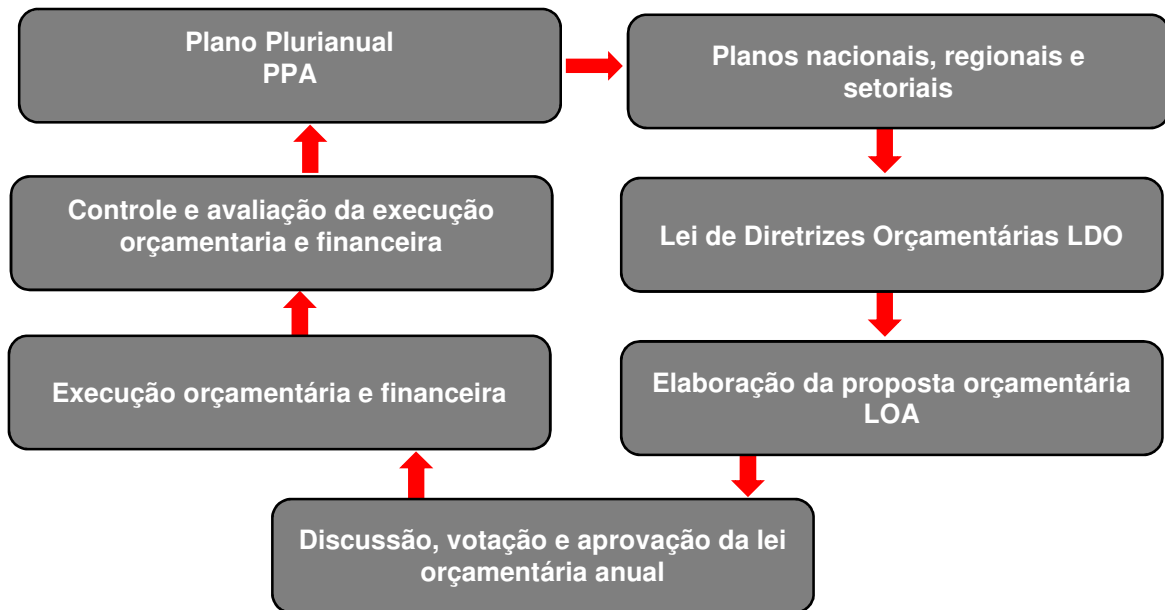 Plano Plurianual
PPA
Planos nacionais, regionais e
setoriais
Controle e avaliação da execução
orçamentaria e financeira
Lei de Diretrizes Orçamentárias LDO
Execução orçamentária e financeira
Elaboração da proposta orçamentária
LOA
Discussão, votação e aprovação da lei
orçamentária anual